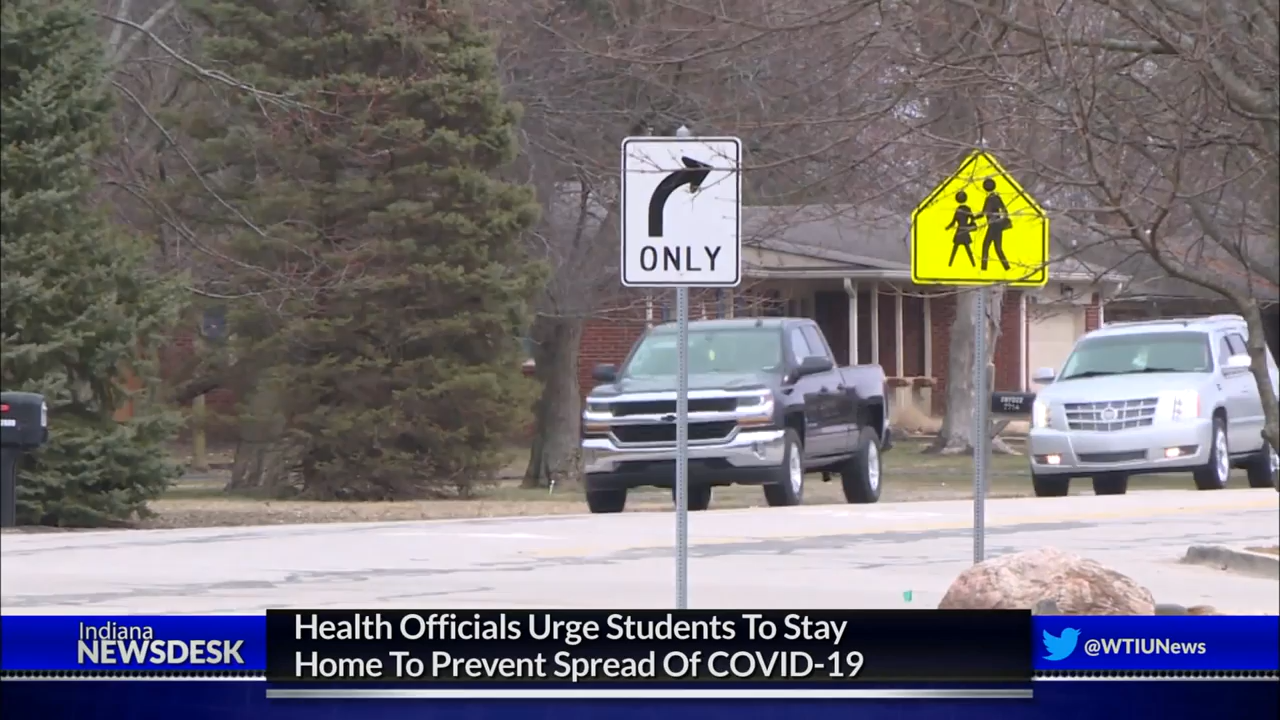 ONLY
Indiana
NEWSDESK
Health Officials Urge Students To Stay
Home To Prevent Spread Of COVID-19
@WTIUNews